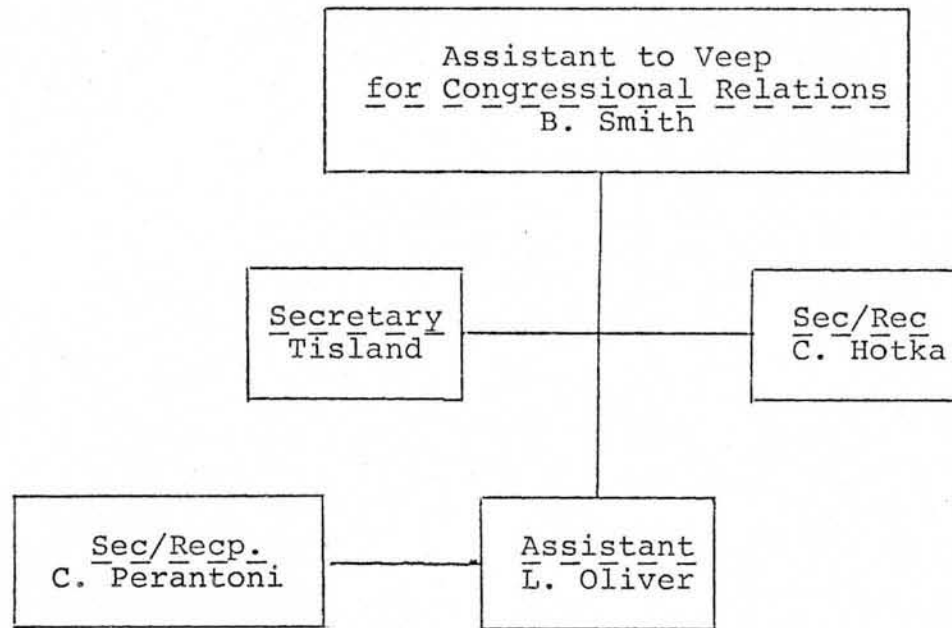 Assistant to Veep
for Congressional Relations
B. Smith
Secretary
Tisland
Sec/Rec
C. Hotka
Sec/Recp.
C. Perantoni
Assistant
L. Oliver